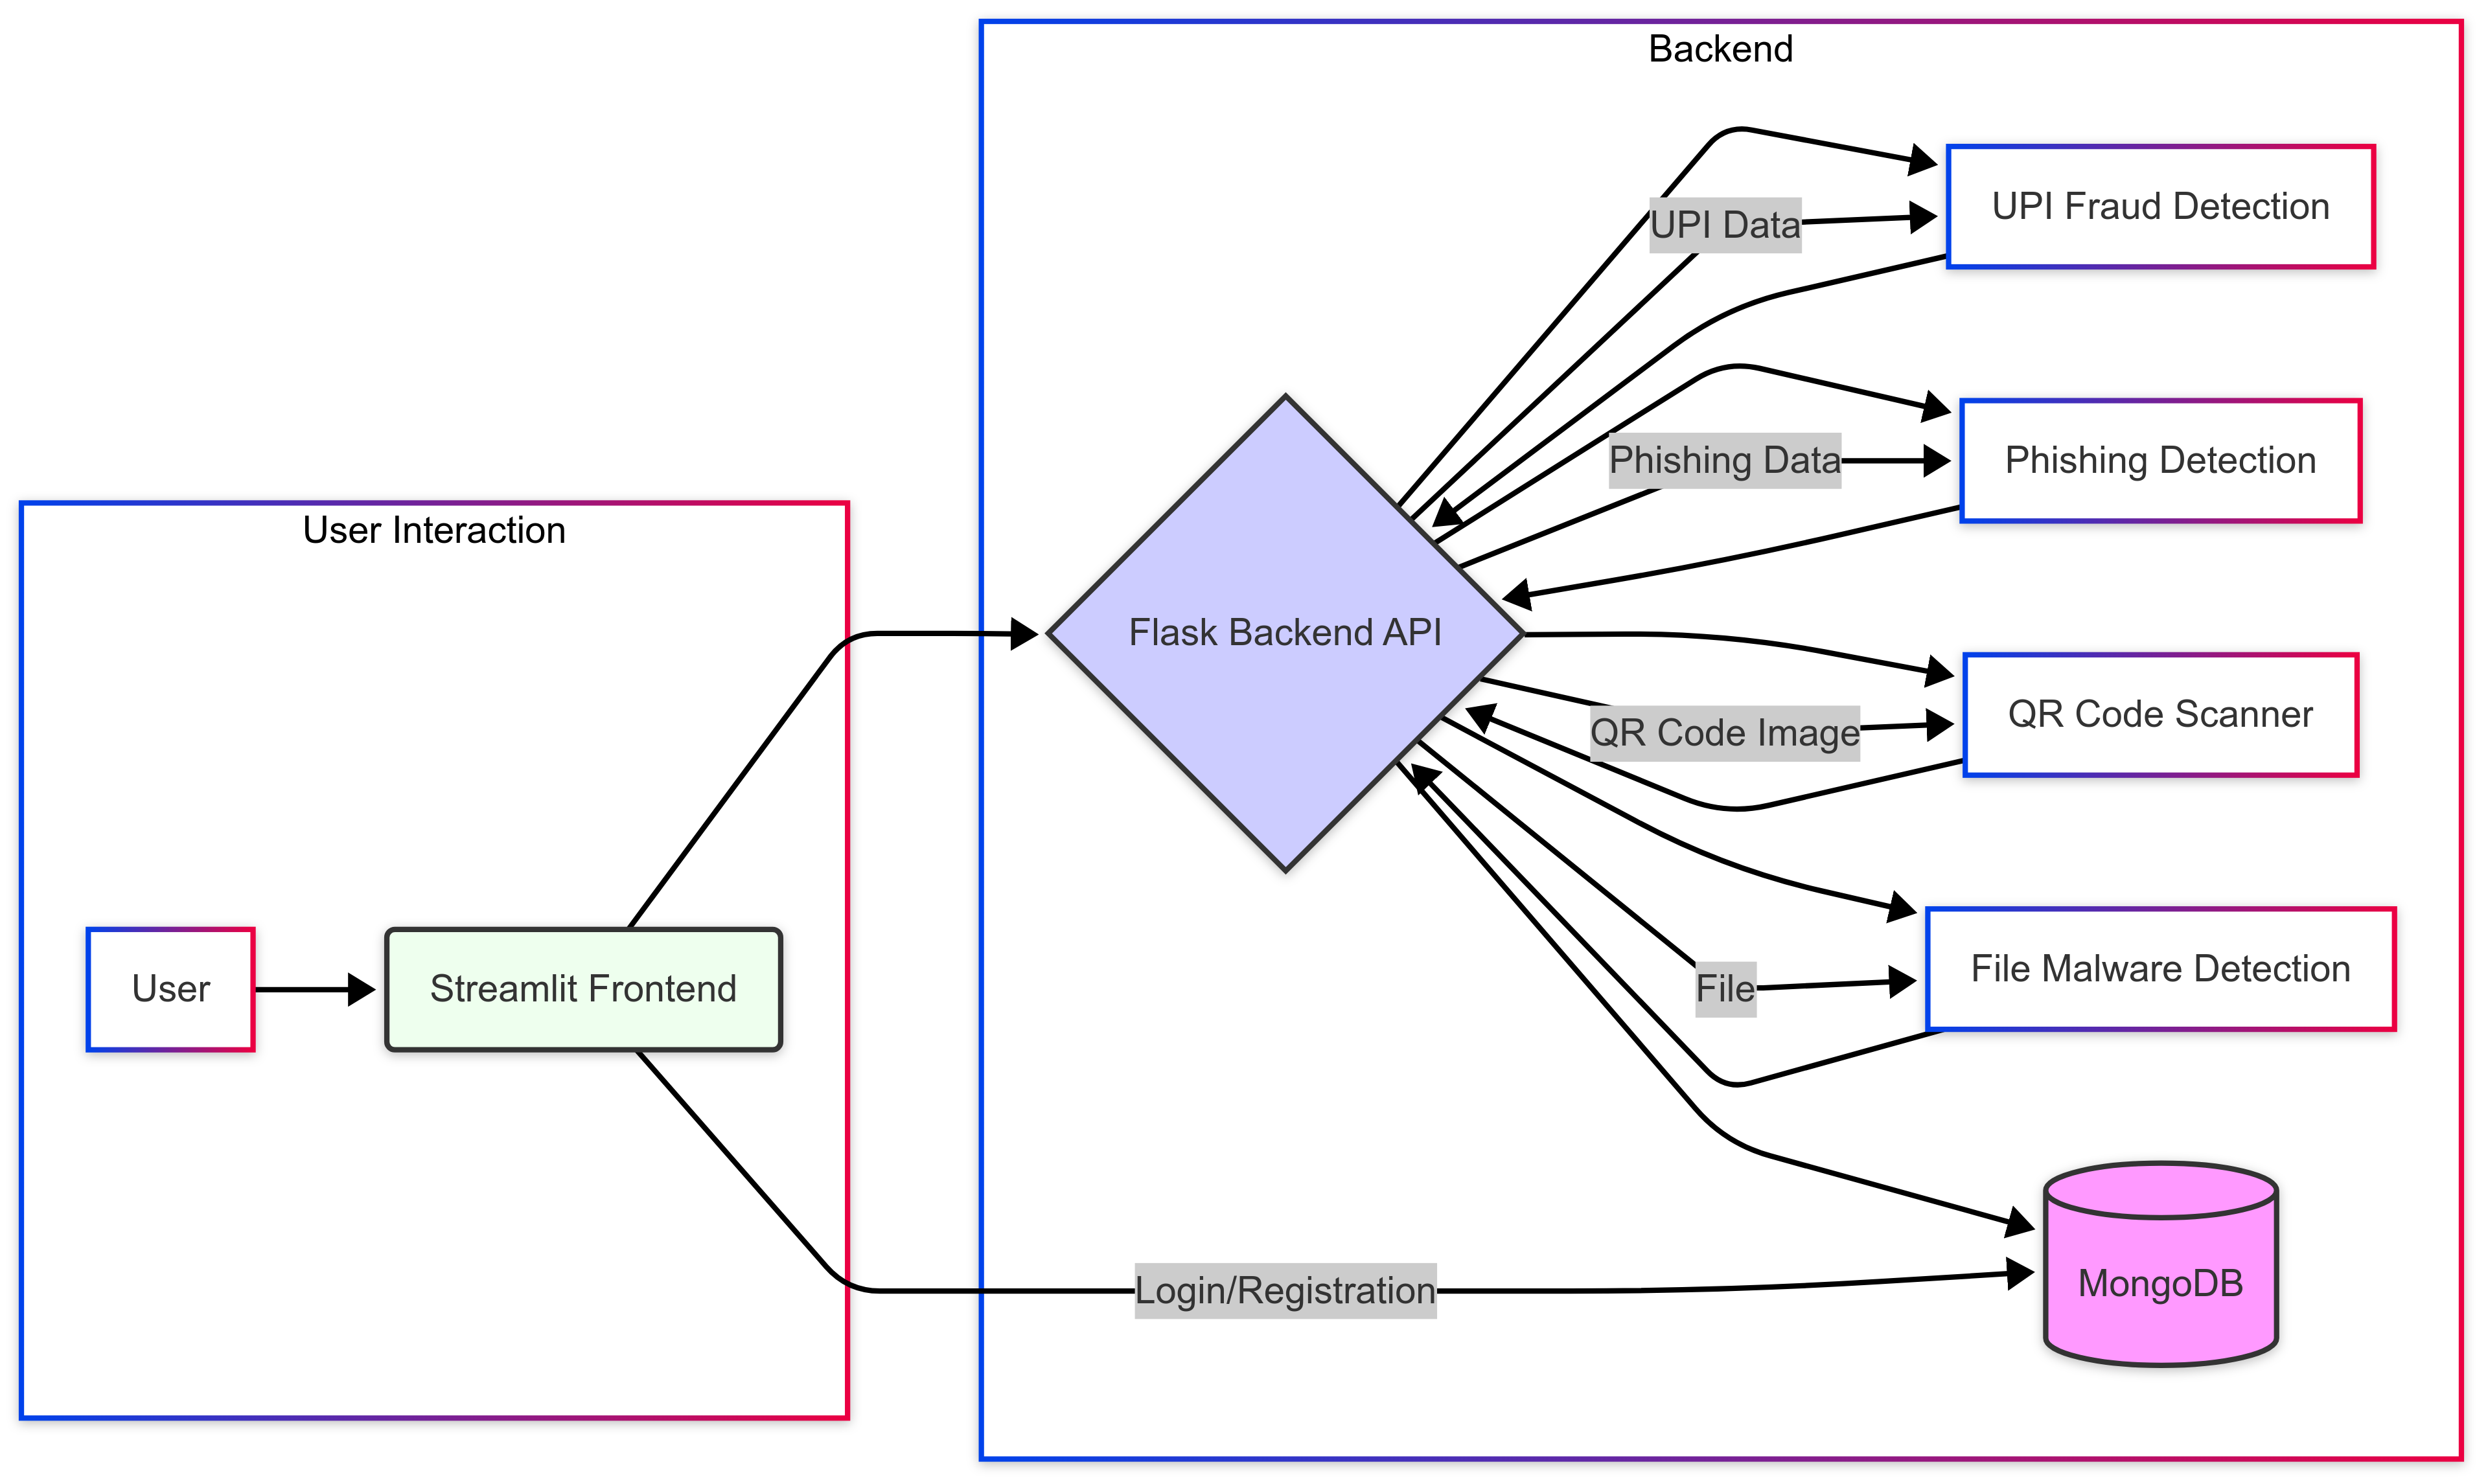 Backend
UPI Data
UPI Fraud Detection
Phishing Data
Phishing Detection
User Interaction
Flask Backend API
QR Code Image
QR Code Scanner
User
Streamlit Frontend
File
File Malware Detection
Login/Registration
MongoDB